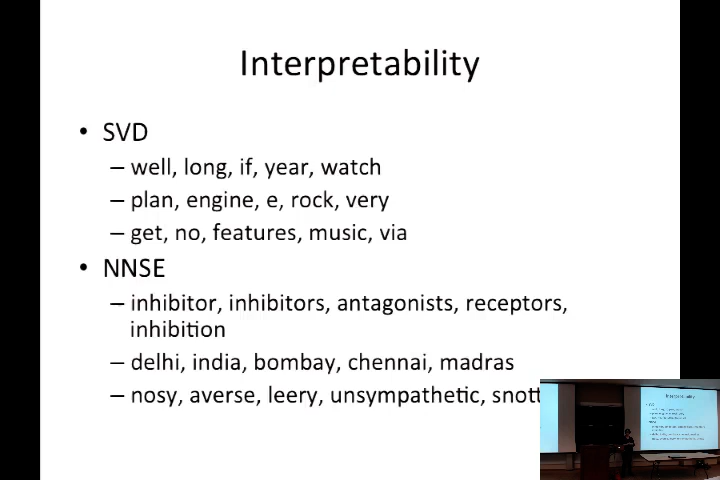 Interpretability
• SVD
– well, long, if, year, watch
– plan, engine, e, rock, very
– get, no, features, music, via
• NNSE
– inhibitor, inhibitors, antagonists, receptors,
inhibition
– delhi, india, bombay, chennai, madras
– nosy, averse, leery, unsympathetic,
Interpretability